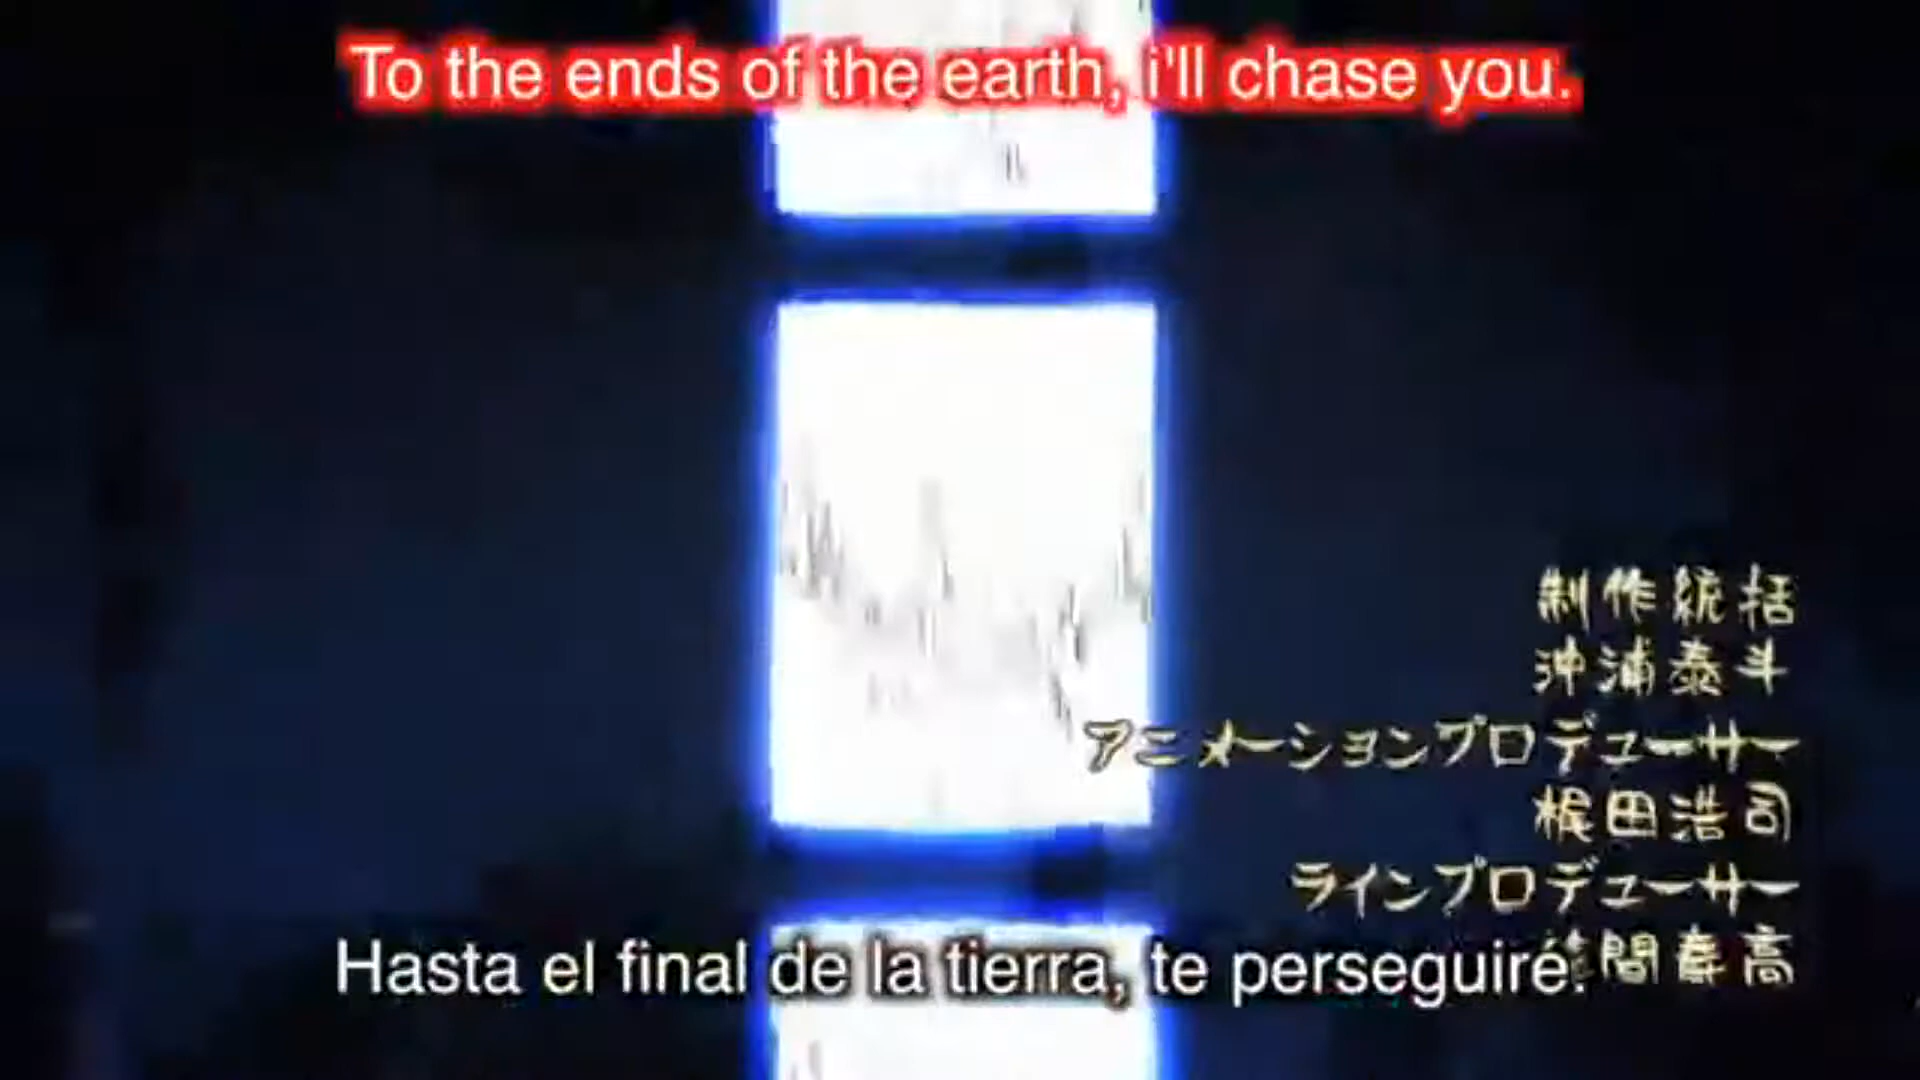 To the ends of the earth, i'll chase you.
制作統括
沖浦泰斗
アニメーションプロデューサー
梶田浩司
ラインプロデューサー
間春高
Hasta el final de la tierra, te perseguiré.